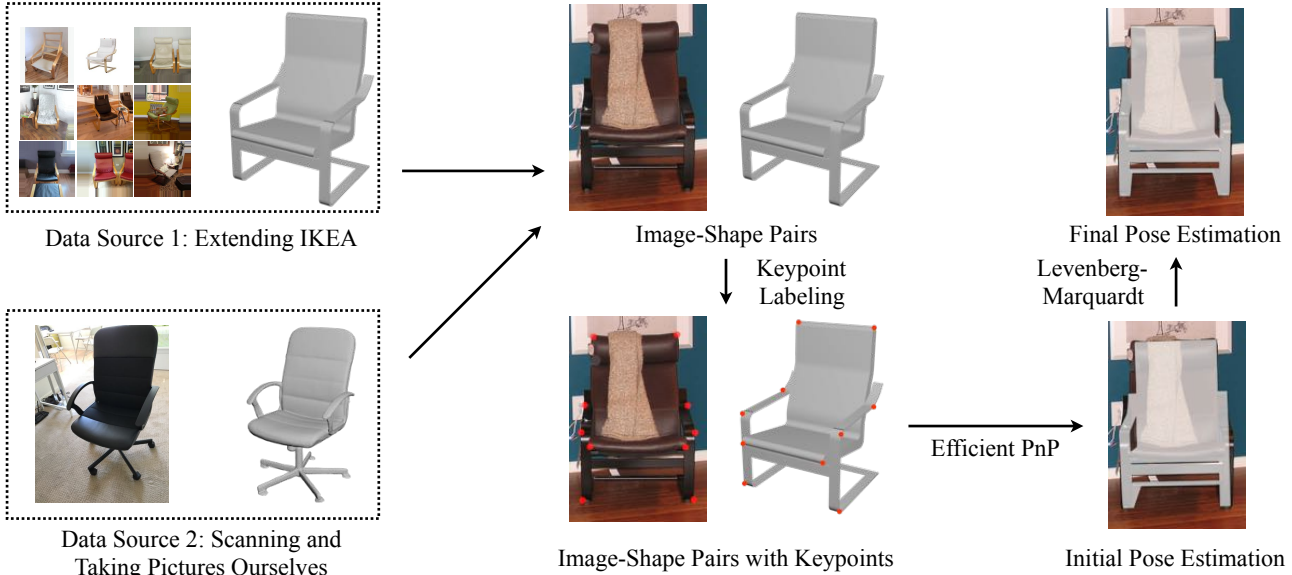 Data Source 1: Extending IKEA
Image-Shape Pairs
Final Pose Estimation
Keypoint
Labeling
Levenberg-
Marquardt
Efficient PnP
Data Source 2: Scanning and
Taking Pictures Ourselves
Image-Shape Pairs with Keypoints
Initial Pose Estimation